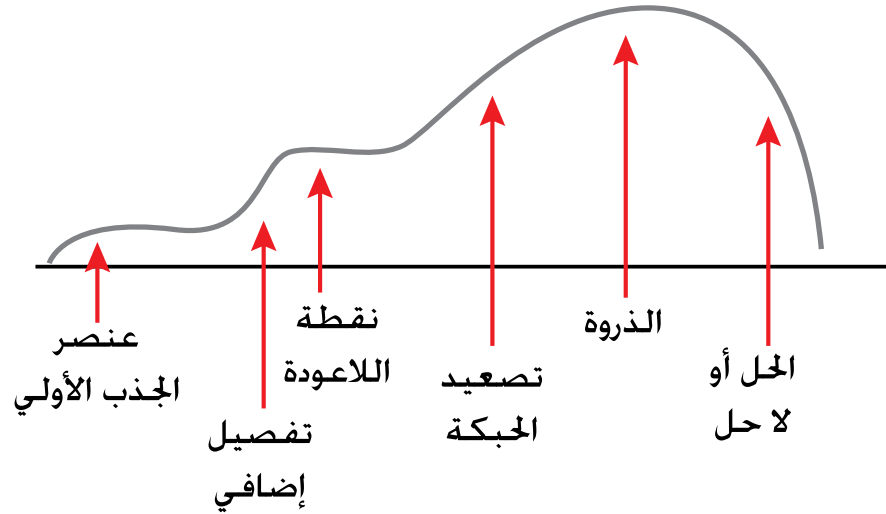 عنصر
الجذب الأولي
تفصيل
إضافي
نقطة
اللاعودة
تصعيد
الحبكة
الذروة
الحل أو
لا حل